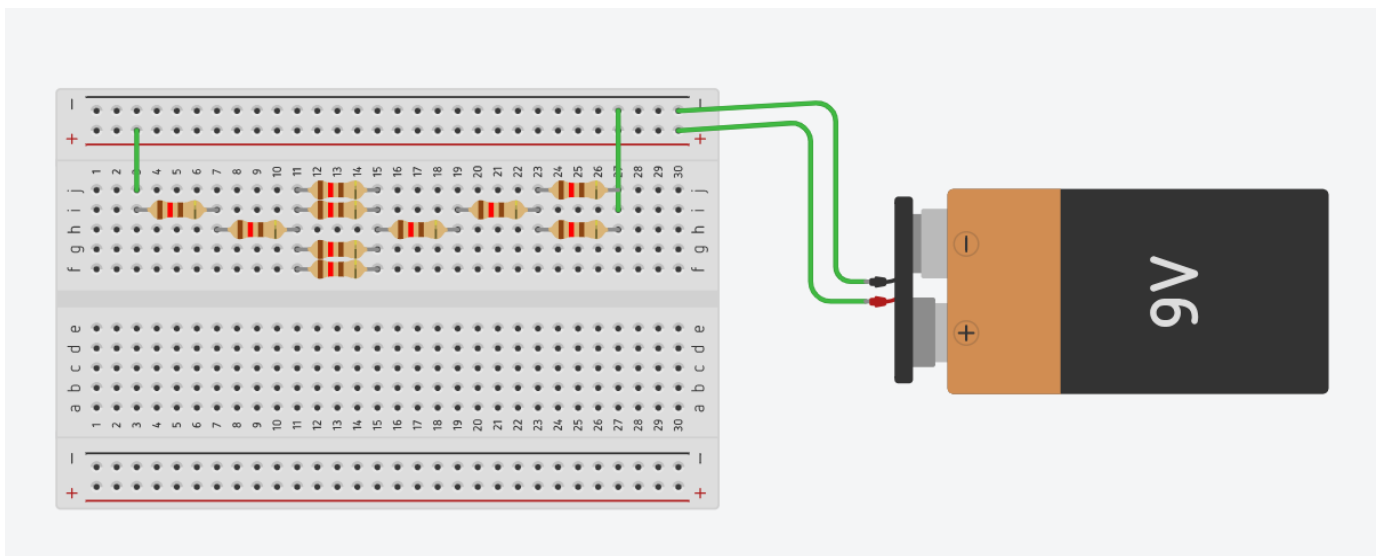 − −
+ +
1 2 3 4 5 6 7 8 9 10 11 12 13 14 15 16 17 18 19 20 21 22 23 24 25 26 27 28 29 30
j j
i i
h h
g g
f f
e e
d d
c c
b b
a a
1 2 3 4 5 6 7 8 9 10 11 12 13 14 15 16 17 18 19 20 21 22 23 24 25 26 27 28 29 30
− −
+ +
−
+
9V